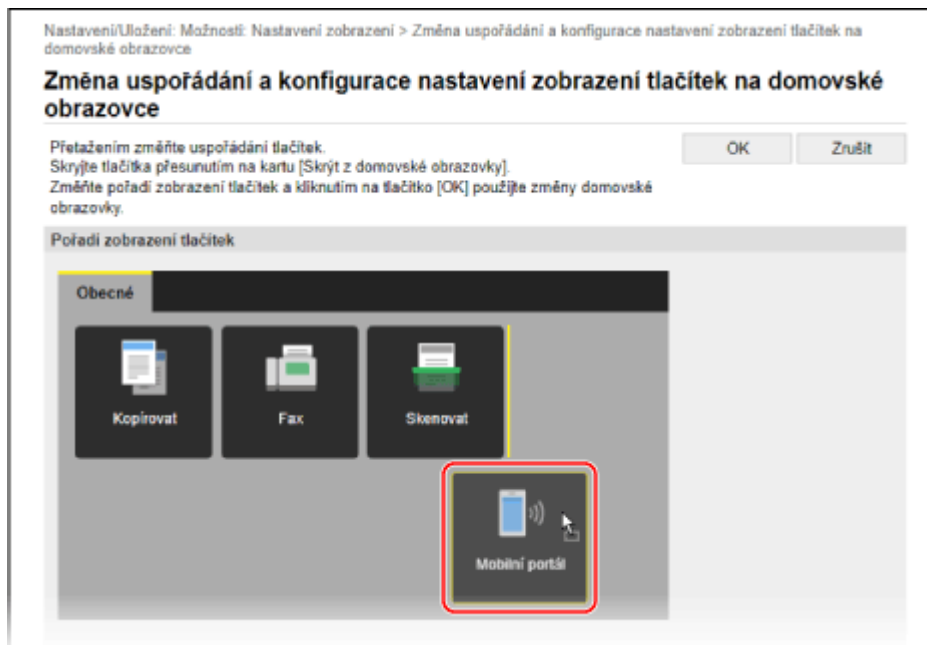 Nastavení/Uložení: Možnosti: Nastavení zobrazení > Změna uspořádání a konfigurace nastavení zobrazení tlačítek na
domovské obrazovce
Změna uspořádání a konfigurace nastavení zobrazení tlačítek na domovské
obrazovce
Přetažením změňte uspořádání tlačítek.
Skryjte tlačítka přesunutím na kartu [Skrýt z domovské obrazovky].
Změňte pořadí zobrazení tlačítek a kliknutím na tlačítko [OK] použijte změny domovské
obrazovky.
OK
Zrušit
Pořadí zobrazení tlačítek
Obecné
Kopírovat
Fax
Skenovat
Mobilní portál